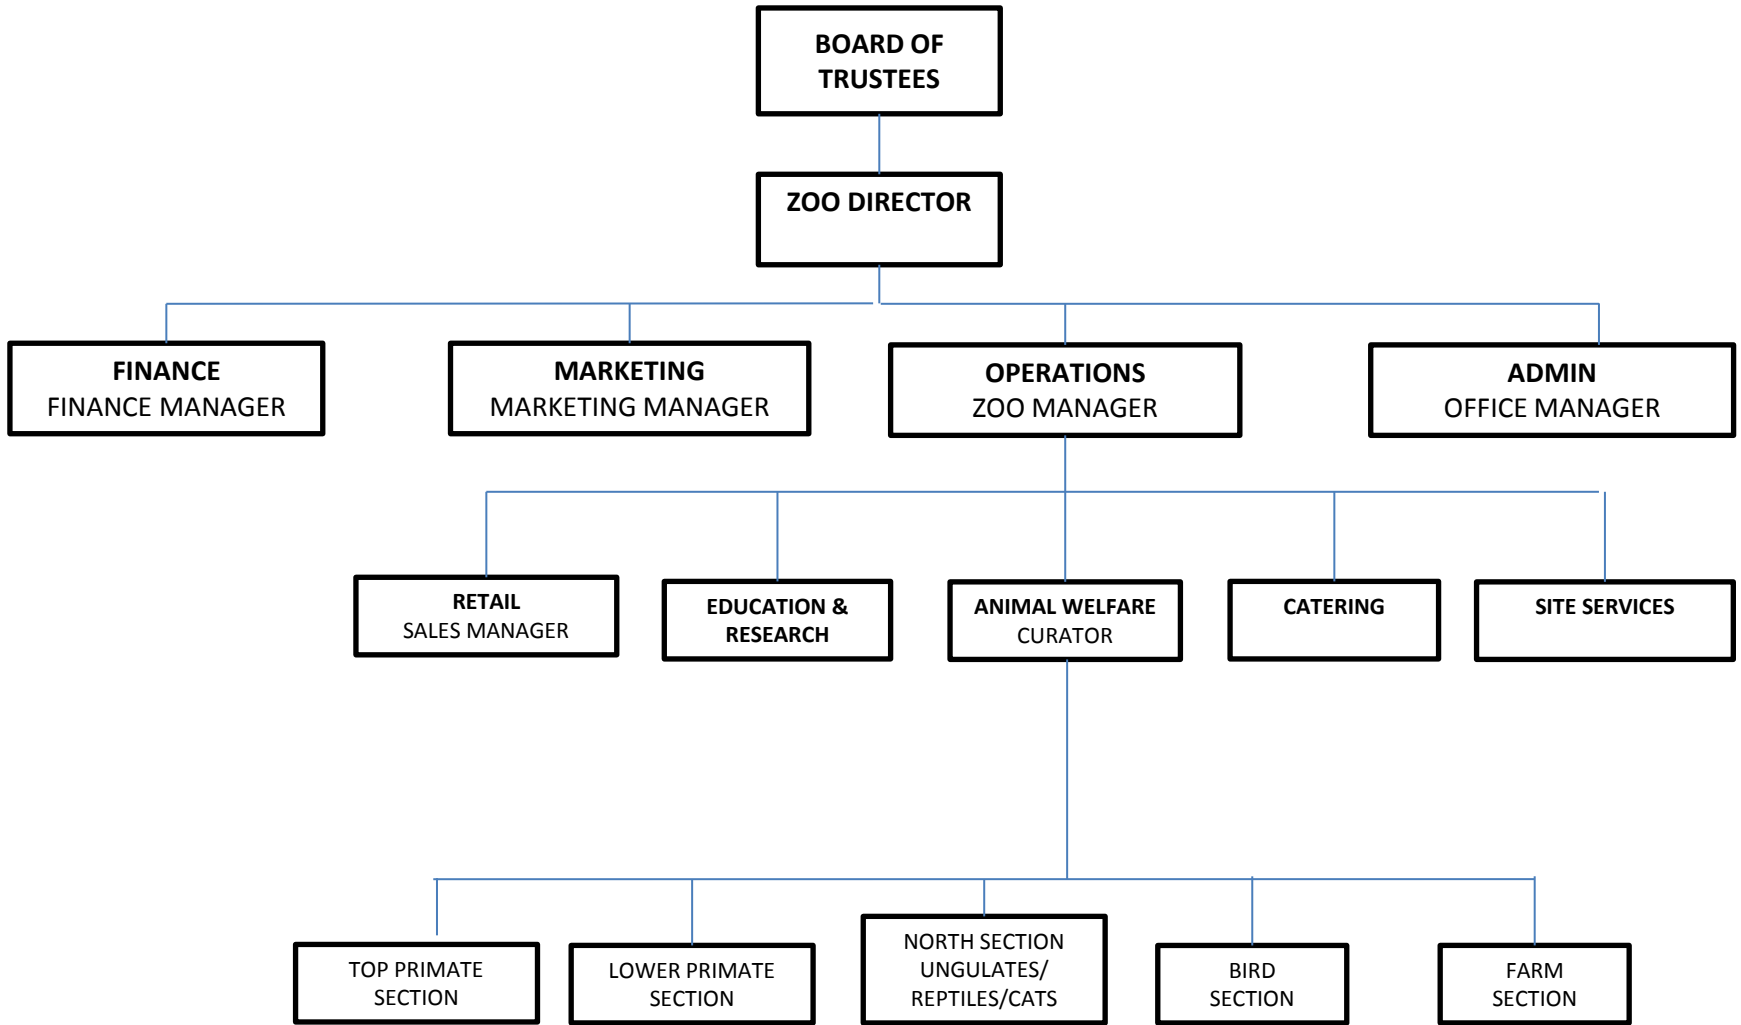 BOARD OF
TRUSTEES
ZOO DIRECTOR
FINANCE
FINANCE MANAGER
MARKETING
MARKETING MANAGER
OPERATIONS
ZOO MANAGER
ADMIN
OFFICE MANAGER
RETAIL
SALES MANAGER
EDUCATION &
RESEARCH
ANIMAL WELFARE
CURATOR
CATERING
SITE SERVICES
TOP PRIMATE
SECTION
LOWER PRIMATE
SECTION
NORTH SECTION
UNGULATES/
REPTILES/CATS
BIRD
SECTION
FARM
SECTION